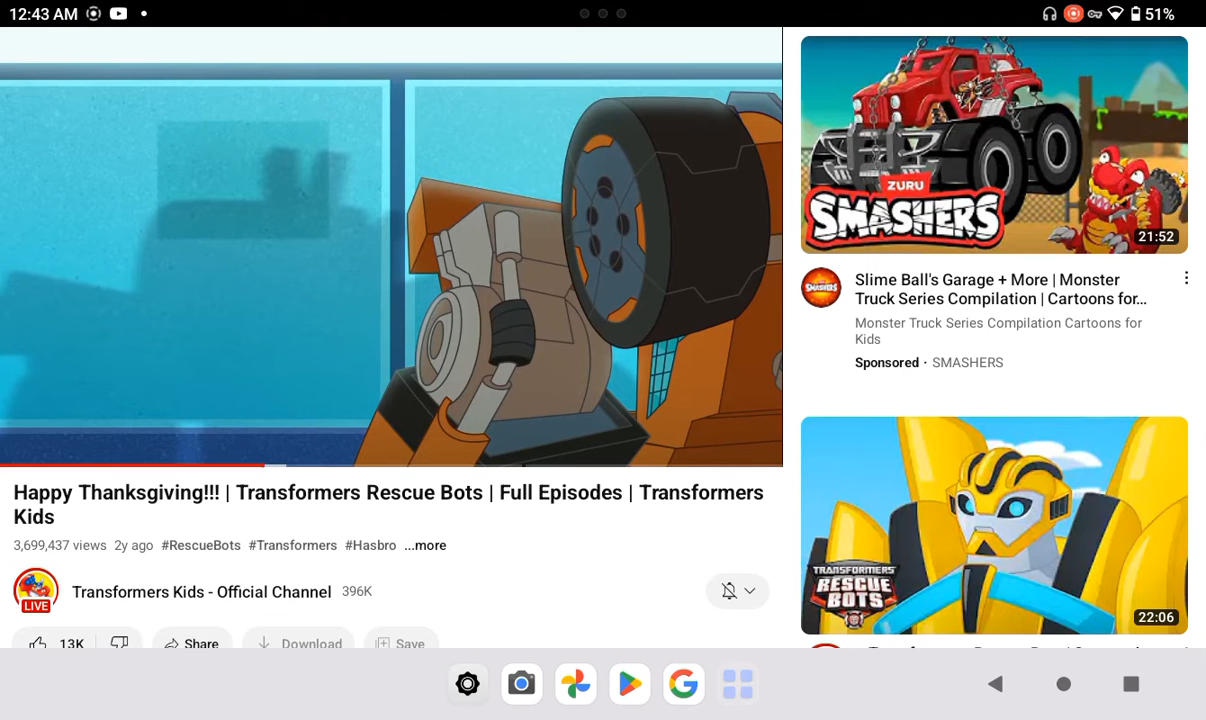 12:43 AM
51%
ZURU
SMASHERS
21:52
Slime Ball's Garage + More | Monster
Truck Series Compilation | Cartoons for...
Monster Truck Series Compilation Cartoons for
Kids
Sponsored · SMASHERS
TRANSFORMERS
RESCUE
BOTS
22:06
Happy Thanksgiving!!! | Transformers Rescue Bots | Full Episodes | Transformers
Kids
3,699,437 views 2y ago #RescueBots #Transformers #Hasbro ...more
LIVE
Transformers Kids - Official Channel 396K
13K Share Download Save